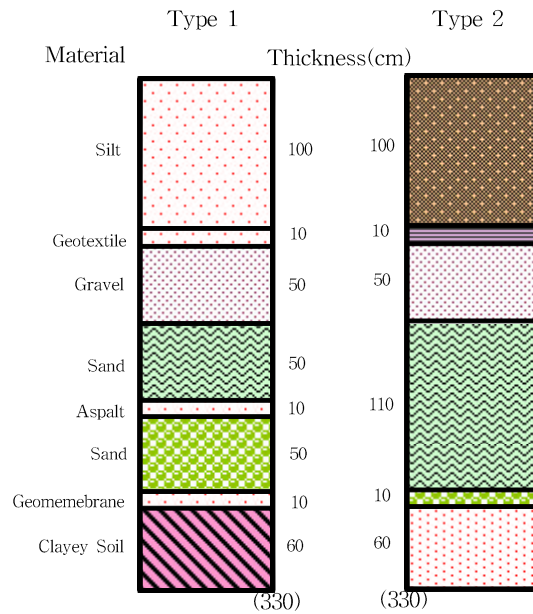 Type 1 Type 2
Material Thickness(cm)
Silt 100 100
Geotextile 10 10
Gravel 50 50
Sand 50
Aspalt 10 110
Sand 50
Geomemebrane 10 10
Clayey Soil 60 60
(330) (330)